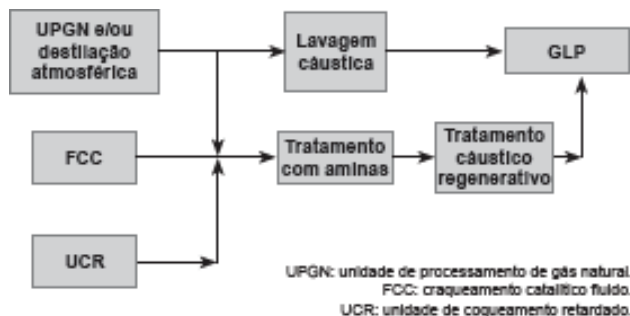 UPGN e/ou
destilação
atmosférica
Lavagem
cáustica
GLP
FCC
Tratamento
com aminas
Tratamento
cáustico
regenerativo
UCR
UPGN: unidade de processamento de gás natural.
FCC: craqueamento catalítico fluido.
UCR: unidade de coqueamento retardado.